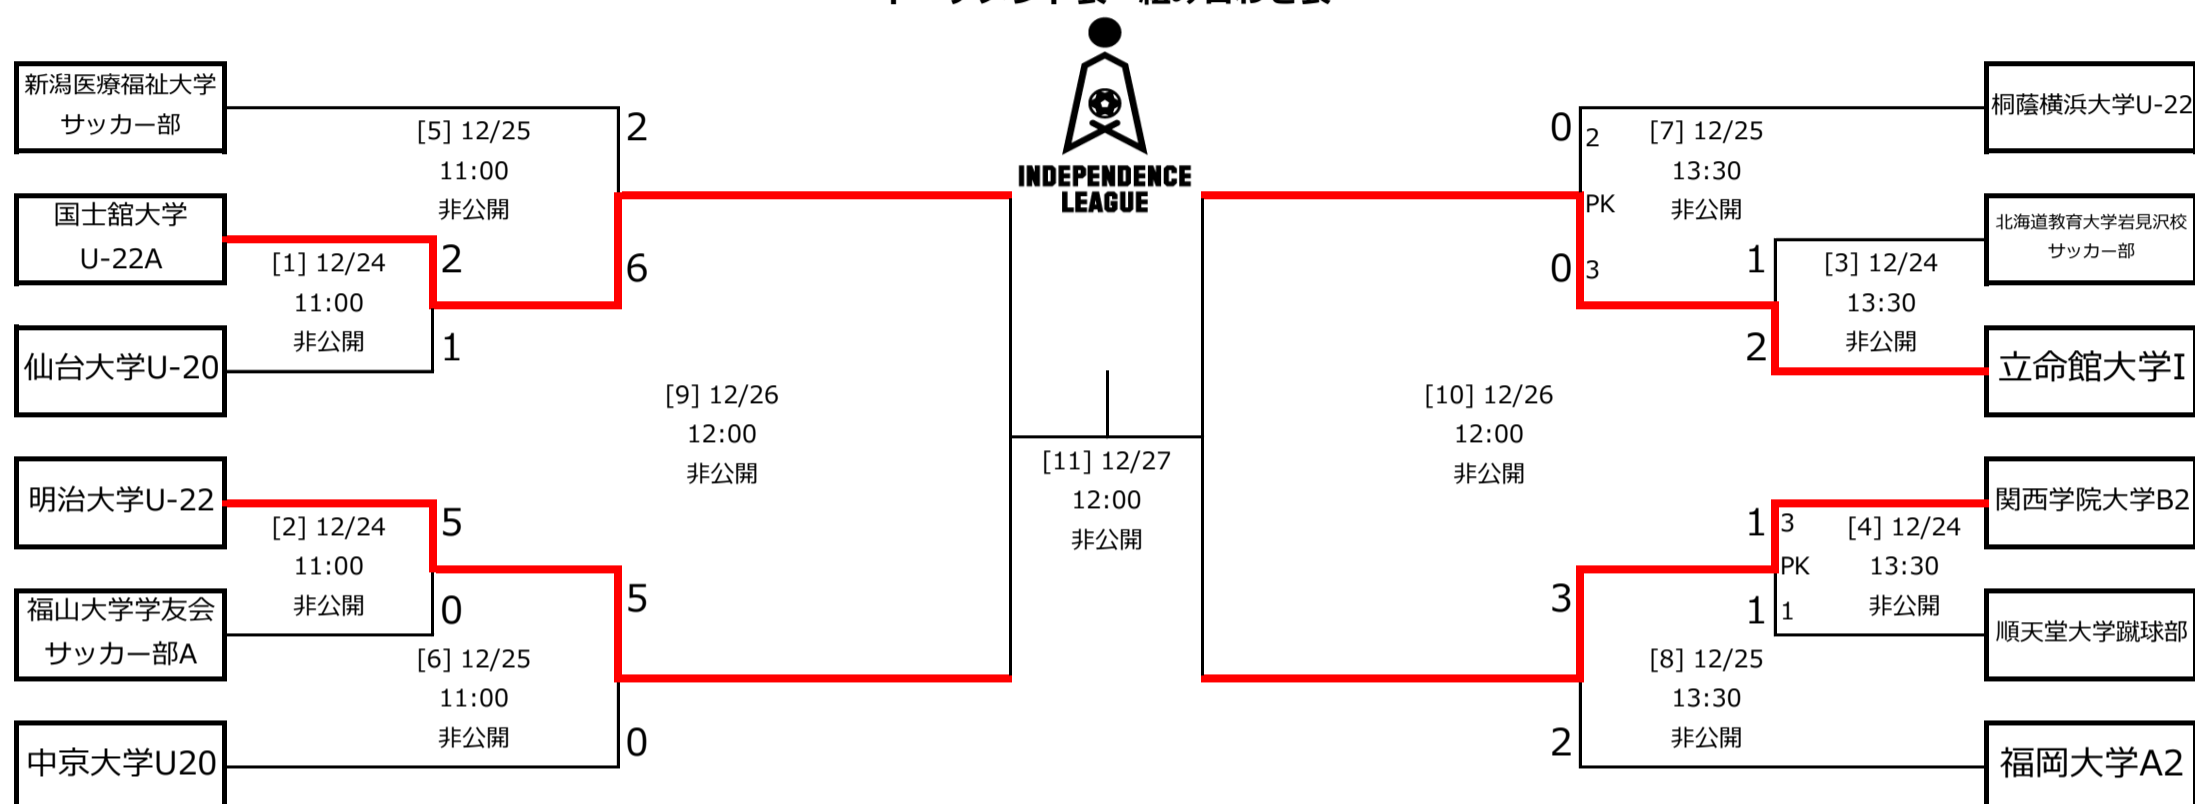 新潟医療福祉大学
サッカー部
国士舘大学
U-22A
仙台大学U-20
明治大学U-22
福山大学学友会
サッカー部A
中京大学U20
[1] 12/24
11:00
非公開
2
1
[2] 12/24
11:00
非公開
5
0
[5] 12/25
11:00
非公開
2
6
[6] 12/25
11:00
非公開
5
0
[9] 12/26
12:00
非公開
INDEPENDENCE
LEAGUE
[11] 12/27
12:00
非公開
[10] 12/26
12:00
非公開
0 2
PK
0 3
[7] 12/25
13:30
非公開
3
2
[8] 12/25
13:30
非公開
1
2
[3] 12/24
13:30
非公開
1 3
PK
1 1
[4] 12/24
13:30
非公開
桐蔭横浜大学U-22
北海道教育大学岩見沢校
サッカー部
立命館大学I
関西学院大学B2
順天堂大学蹴球部
福岡大学A2